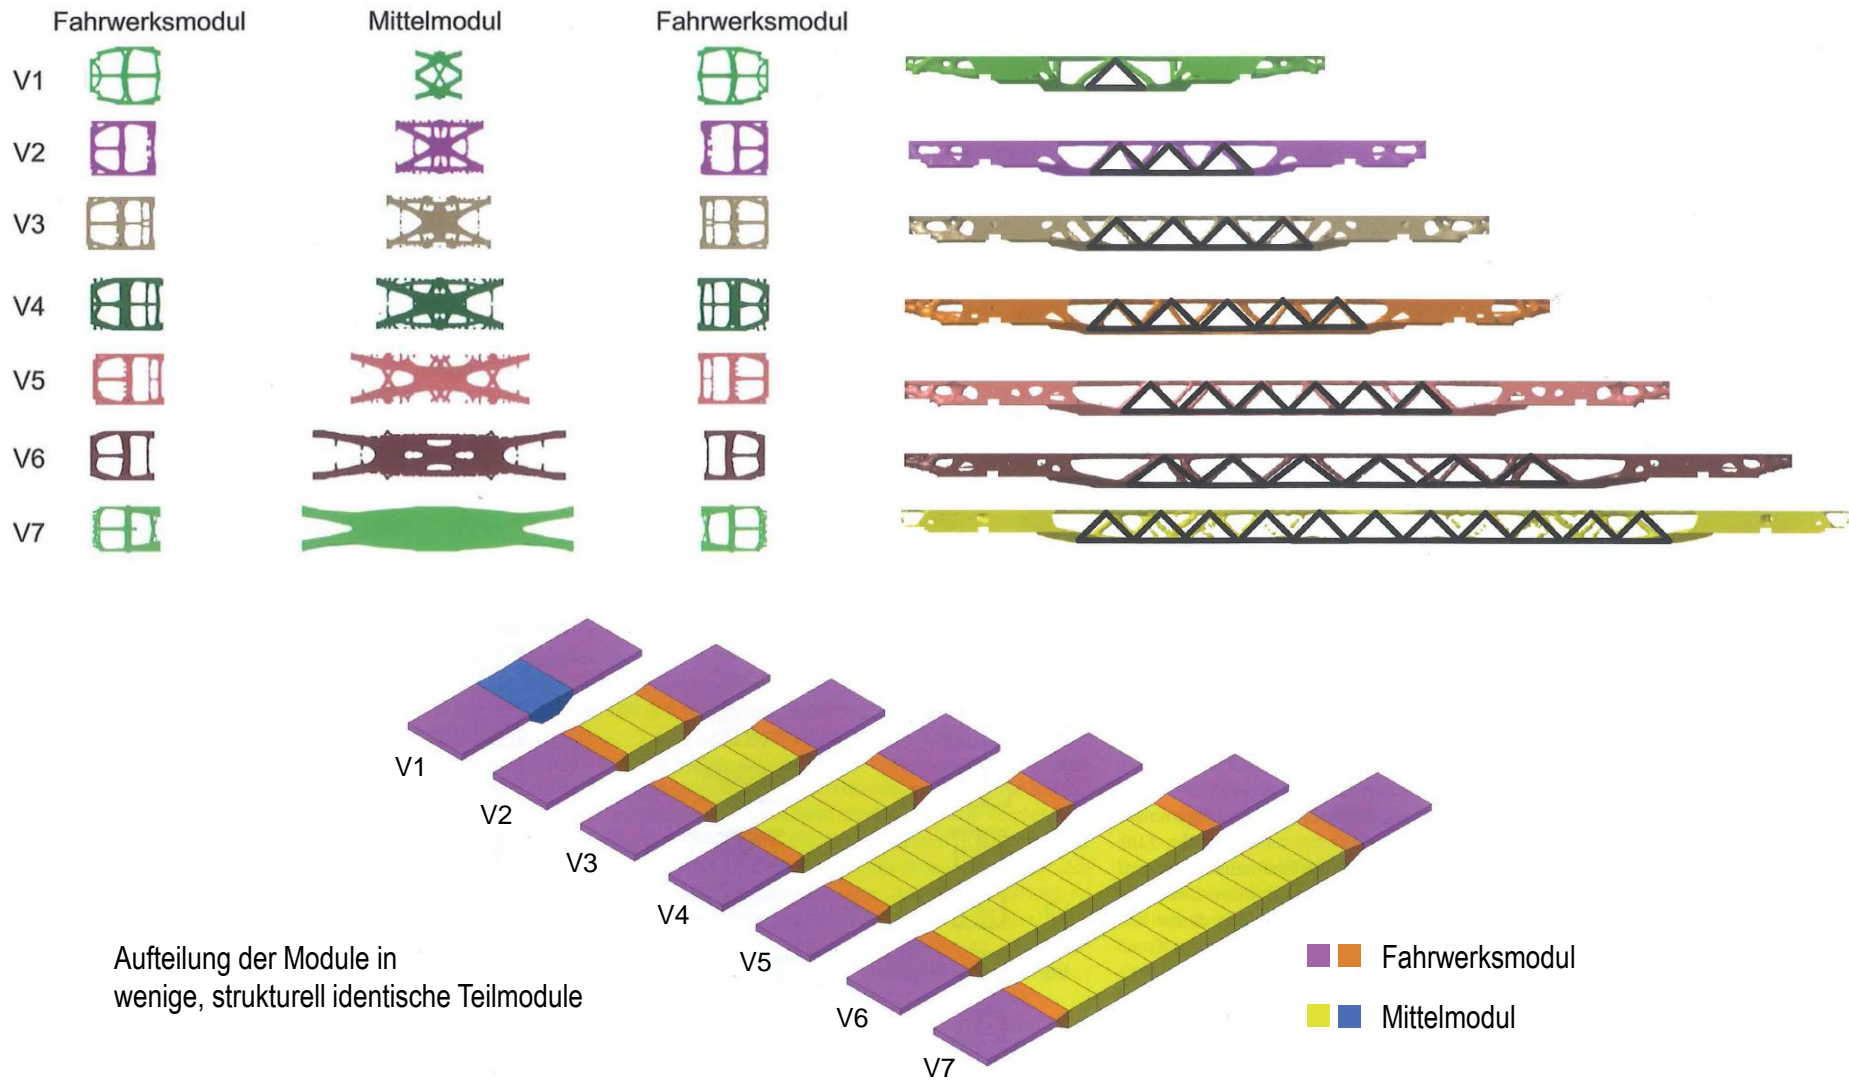 Fahrwerksmodul Mittelmodul Fahrwerksmodul
V1
V2
V3
V4
V5
V6
V7
V1
V2
V3
V4
V5
V6
V7
Aufteilung der Module in
wenige, strukturell identische Teilmodule
Fahrwerksmodul
Mittelmodul